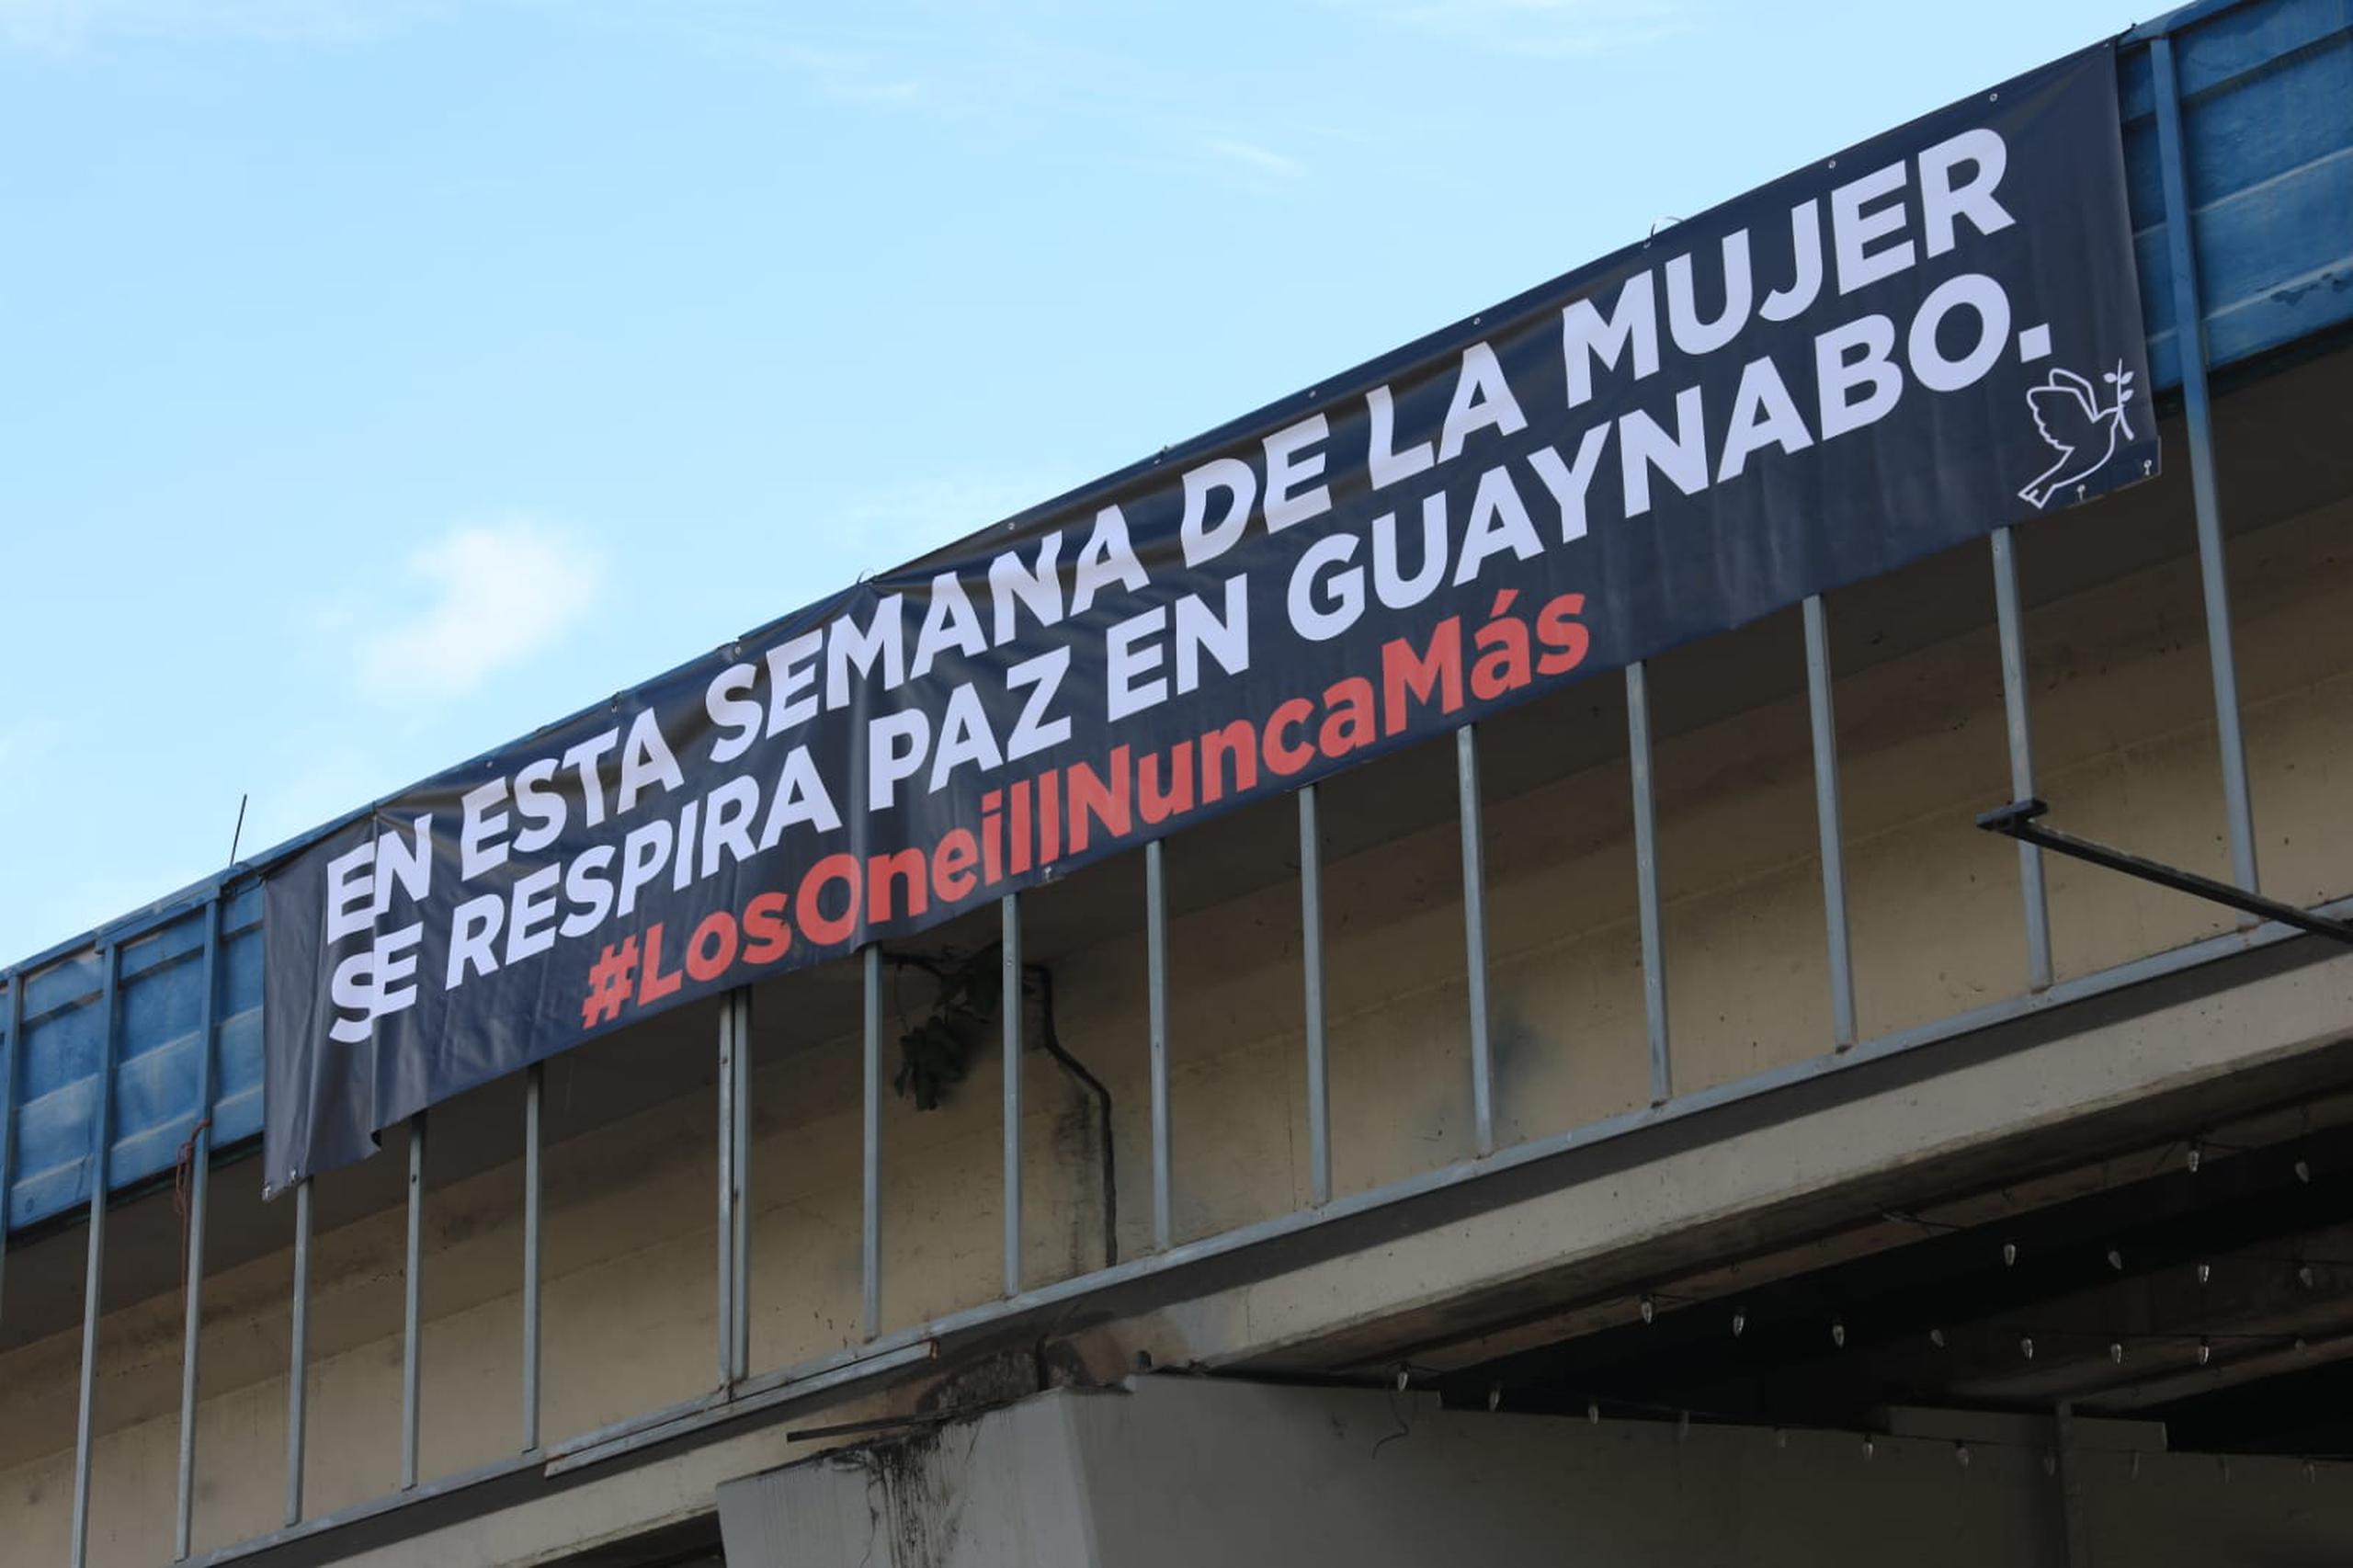 EN ESTA SEMANA DE LA MUJER
SE RESPIRA PAZ EN GUAYNABO.
#LosOneillNuncaMás